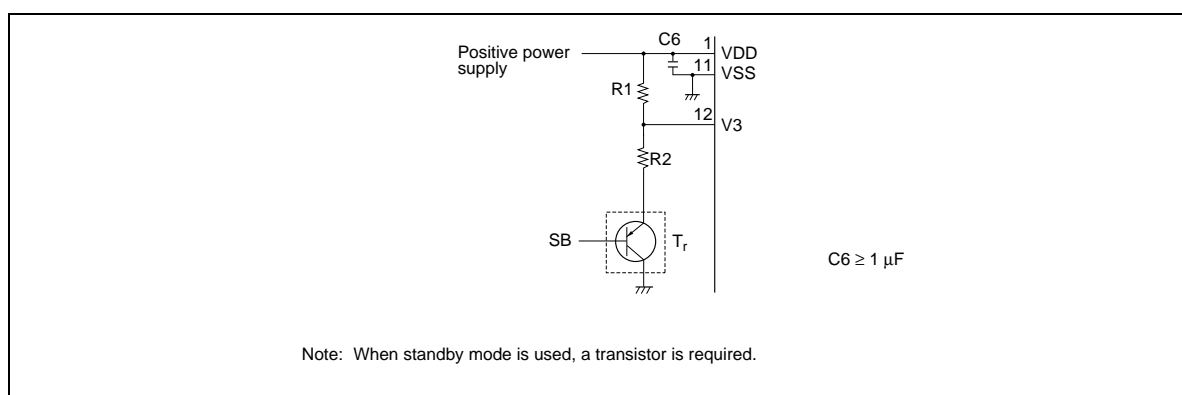 C6
1
Positive power
supply
VDD
11
VSS
R1
12
V3
R2
SB
Tr
C6 ≥ 1 μF
Note: When standby mode is used, a transistor is required.